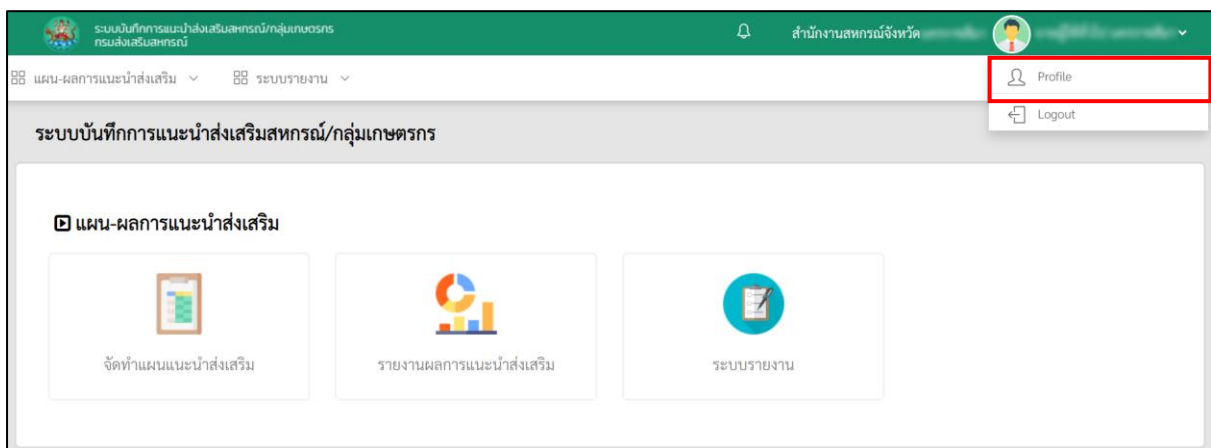 ระบบบันทึกการแนะนำส่งเสริมสหกรณ์/กลุ่มเกษตรกร
กรมส่งเสริมสหกรณ์
สำนักงานสหกรณ์จังหวัด
แผน-ผลการแนะนำส่งเสริม
ระบบรายงาน
Profile
Logout
ระบบบันทึกการแนะนำส่งเสริมสหกรณ์/กลุ่มเกษตรกร
แผน-ผลการแนะนำส่งเสริม
จัดทำแผนแนะนำส่งเสริม
รายงานผลการแนะนำส่งเสริม
ระบบรายงาน